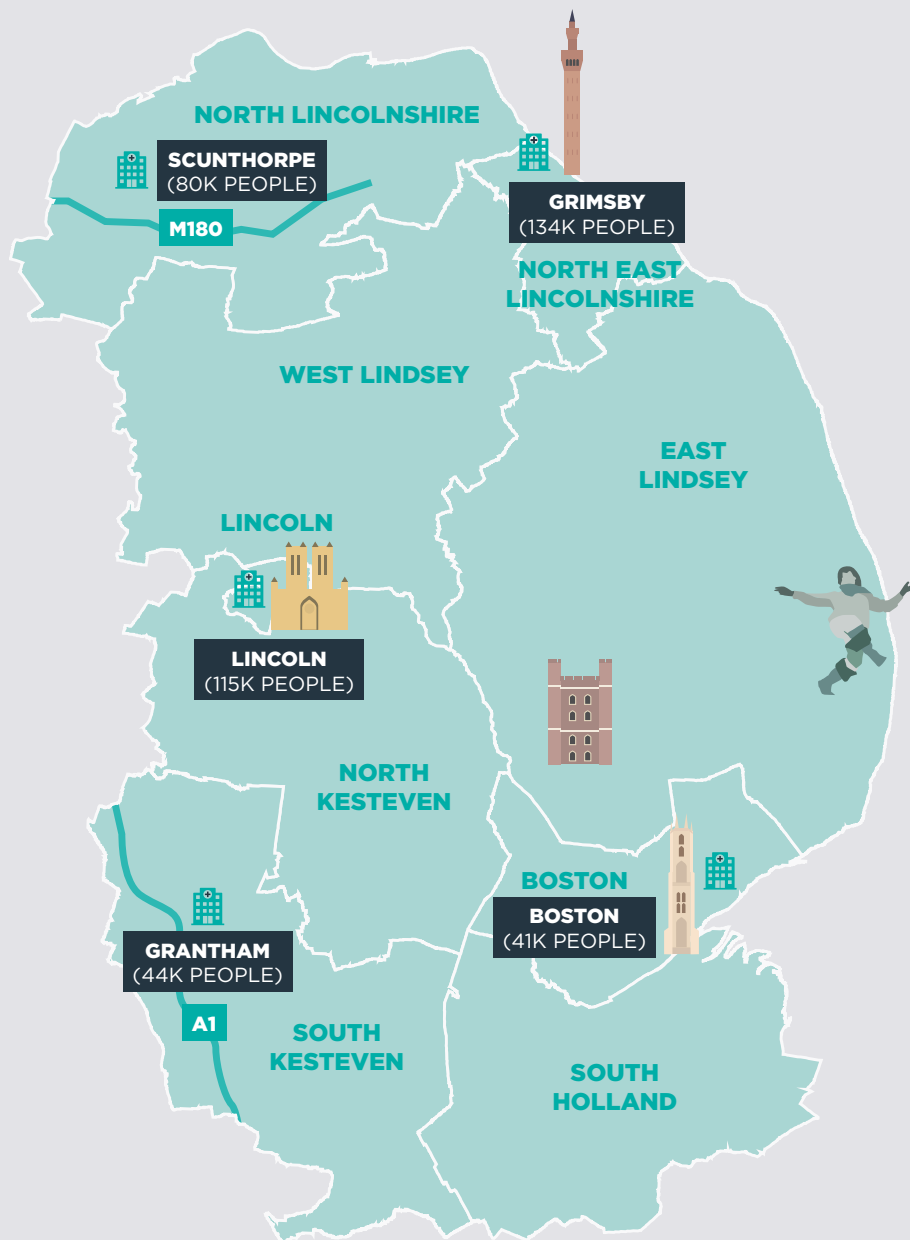 NORTH LINCOLNSHIRE
SCUNTHORPE
(80K PEOPLE)
M180
GRIMSBY
(134K PEOPLE)
NORTH EAST
LINCOLNSHIRE
WEST LINDSEY
EAST
LINDSEY
LINCOLN
LINCOLN
(115K PEOPLE)
NORTH
KESTEVEN
BOSTON
BOSTON
(41K PEOPLE)
GRANTHAM
(44K PEOPLE)
A1
SOUTH
KESTEVEN
SOUTH
HOLLAND